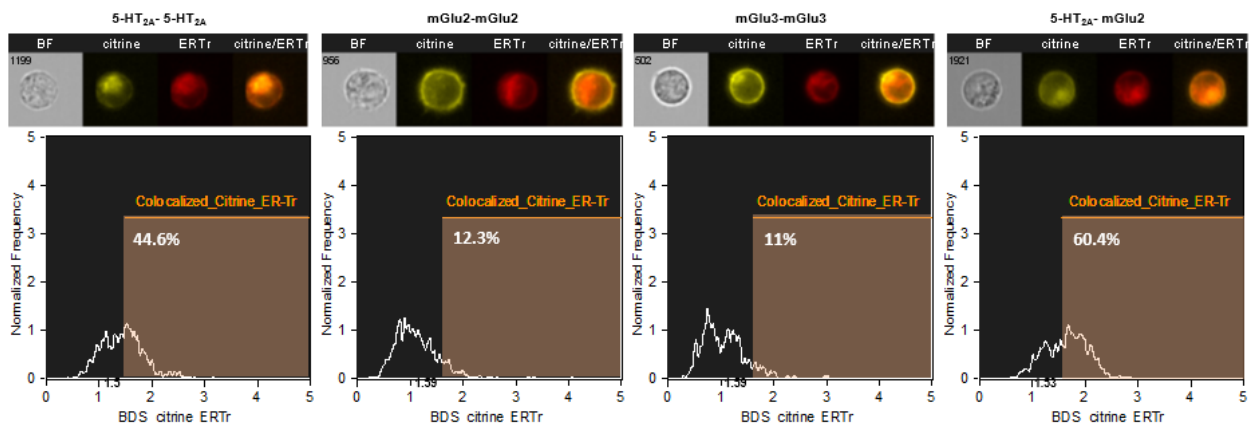 5-HT2A- 5-HT2A
BF citrine ERTr citrine/ERTr
1199
5
4
3
2
1
0
Normalized Frequency
Colocalized_Citrine_ER-Tr
44.6%
0 1 2 3 4 5
1.5
BDS citrine ERTr
mGlu2-mGlu2
BF citrine ERTr citrine/ERTr
956
5
4
3
2
1
0
Normalized Frequency
Colocalized_Citrine_ER-Tr
12.3%
0 1 2 3 4 5
1.59
BDS citrine ERTr
mGlu3-mGlu3
BF citrine ERTr citrine/ERTr
502
5
4
3
2
1
0
Normalized Frequency
Colocalized_Citrine_ER-Tr
11%
0 1 2 3 4 5
1.59
BDS citrine ERTr
5-HT2A- mGlu2
BF citrine ERTr citrine/ERTr
1921
5
4
3
2
1
0
Normalized Frequency
Colocalized_Citrine_ER-Tr
60.4%
0 1 2 3 4 5
1.53
BDS citrine ERTr